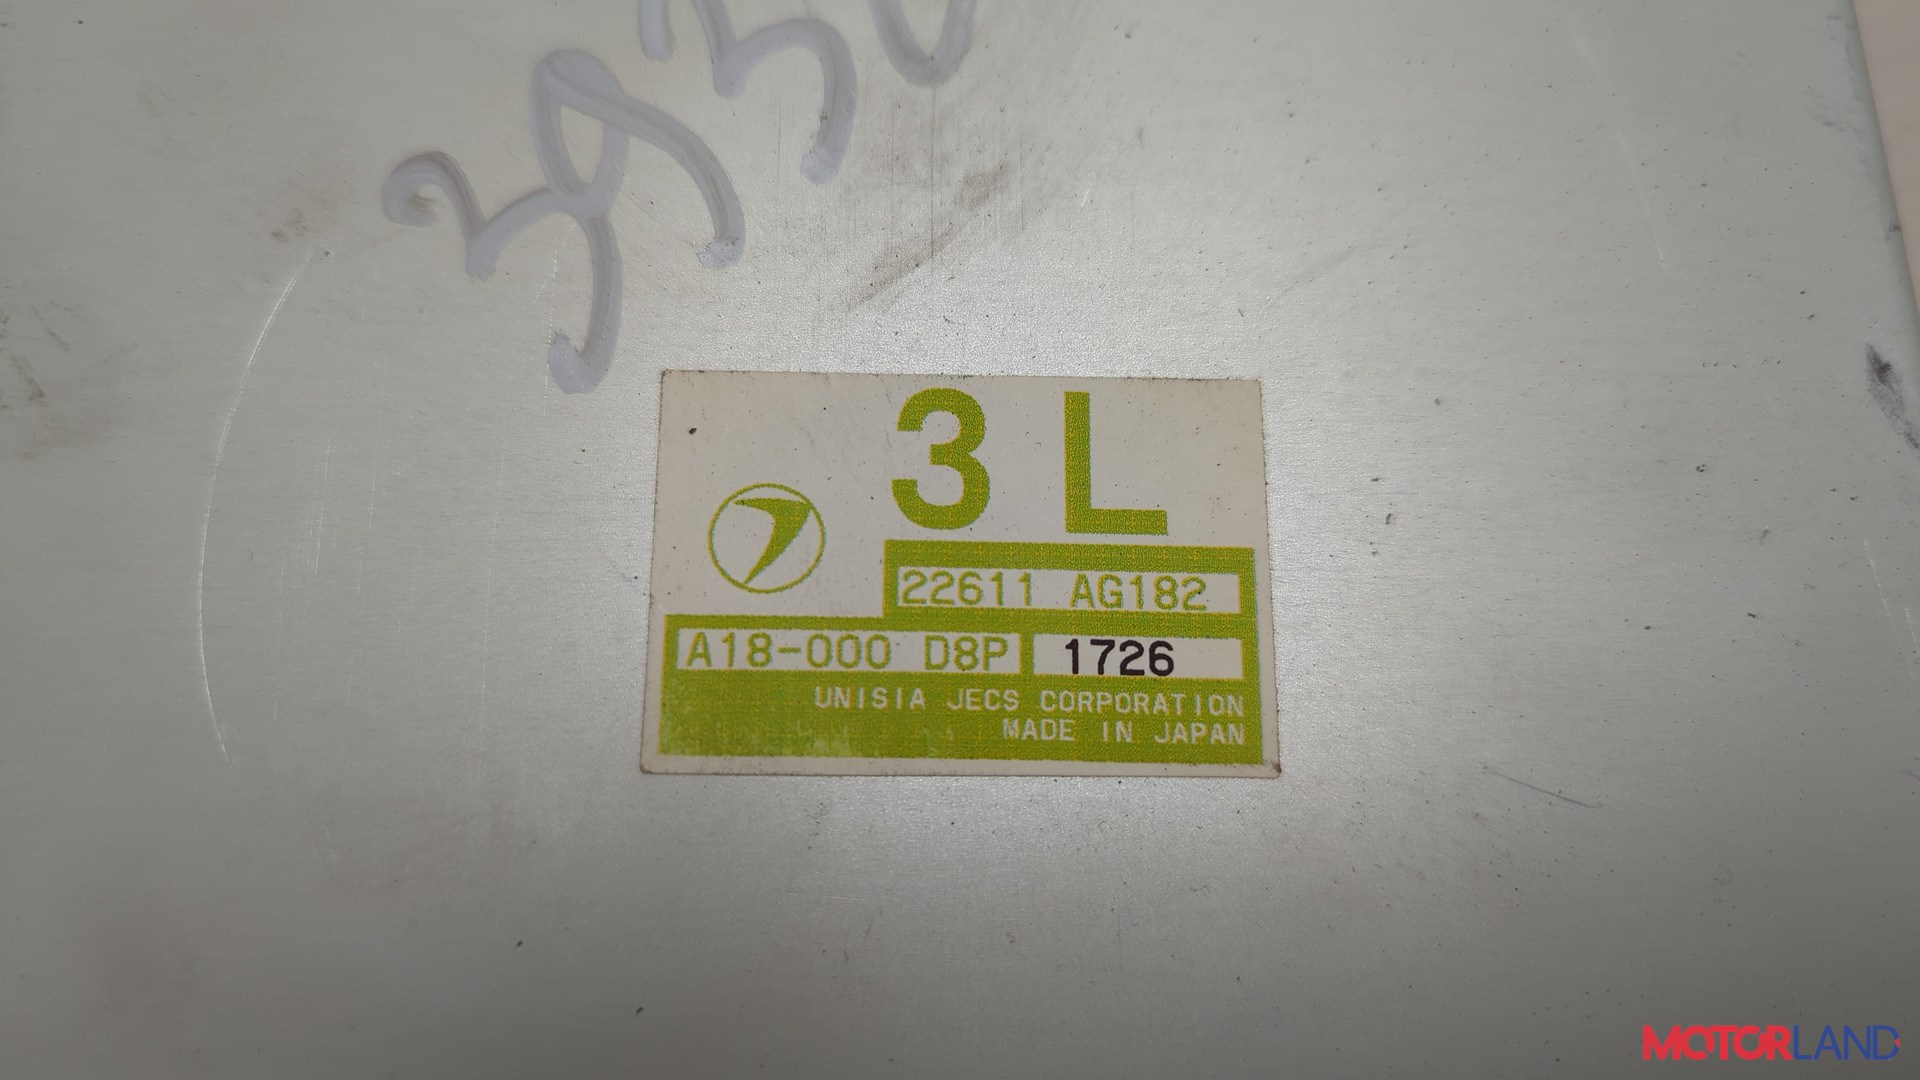 3 L
22611 AG182
A18-000 D8P 1726
UNISIA JECS CORPORATION
MADE IN JAPAN
MOTORLAND